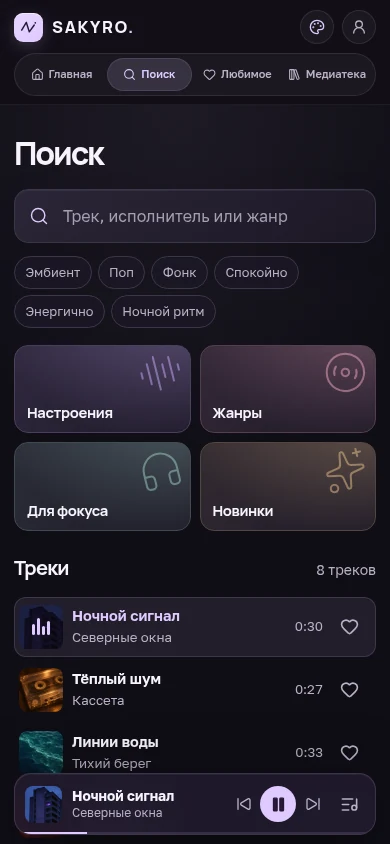 SAKYRO.
Главная Поиск Любимое Медиатека
Поиск
Трек, исполнитель или жанр
Эмбиент Поп Фонк Спокойно
Энергично Ночной ритм
Настроения Жанры
Для фокуса Новинки
Треки 8 треков
Ночной сигнал
Северные окна
0:30
Тёплый шум
Кассета
0:27
Линии воды
Тихий берег
0:33
Ночной сигнал
Северные окна